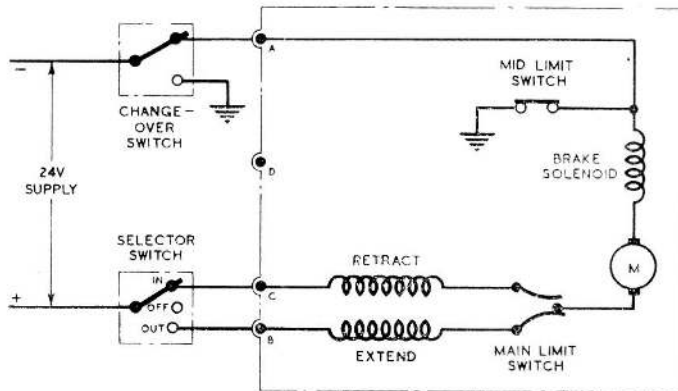 −
A
MID LIMIT
SWITCH
CHANGE-
OVER
SWITCH
24V
SUPPLY
D
BRAKE
SOLENOID
SELECTOR
SWITCH
IN
RETRACT
M
+
OFF
C
OUT
B
EXTEND
MAIN LIMIT
SWITCH